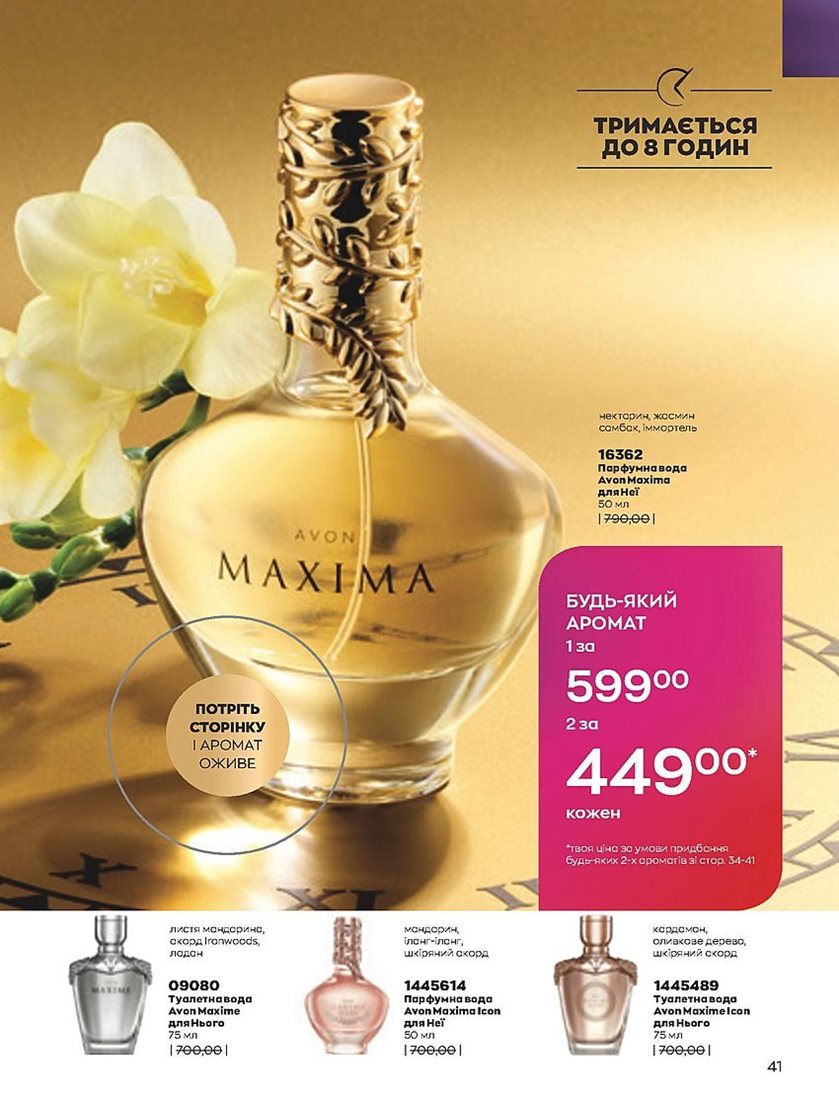 ТРИМАЄТЬСЯ
ДО 8 ГОДИН
нектарин, жасмин
самбак, іммортель
16362
Парфумна вода
Avon Maxima
для Неї
50 мл
| 790,00 |
AVON
MAXIMA
БУДЬ-ЯКИЙ
АРОМАТ
1 за
599⁰⁰
2 за
449⁰⁰*
кожен
*твоя ціна за умови придбання
будь-яких 2-х ароматів зі стор. 34-41
ПОТРІТЬ
СТОРІНКУ
І АРОМАТ
ОЖИВЕ
XI
листя мандарина,
акорд Ironwoods,
ладан
09080
Туалетна вода
Avon Maxime
для Нього
75 мл
| 700,00 |
MAXIME
мандарин,
іланг-іланг,
шкіряний акорд
1445614
Парфумна вода
Avon Maxima Icon
для Неї
50 мл
| 700,00 |
кардамон,
оливкове дерево,
шкіряний акорд
1445489
Туалетна вода
Avon Maxime Icon
для Нього
75 мл
| 700,00 |
41